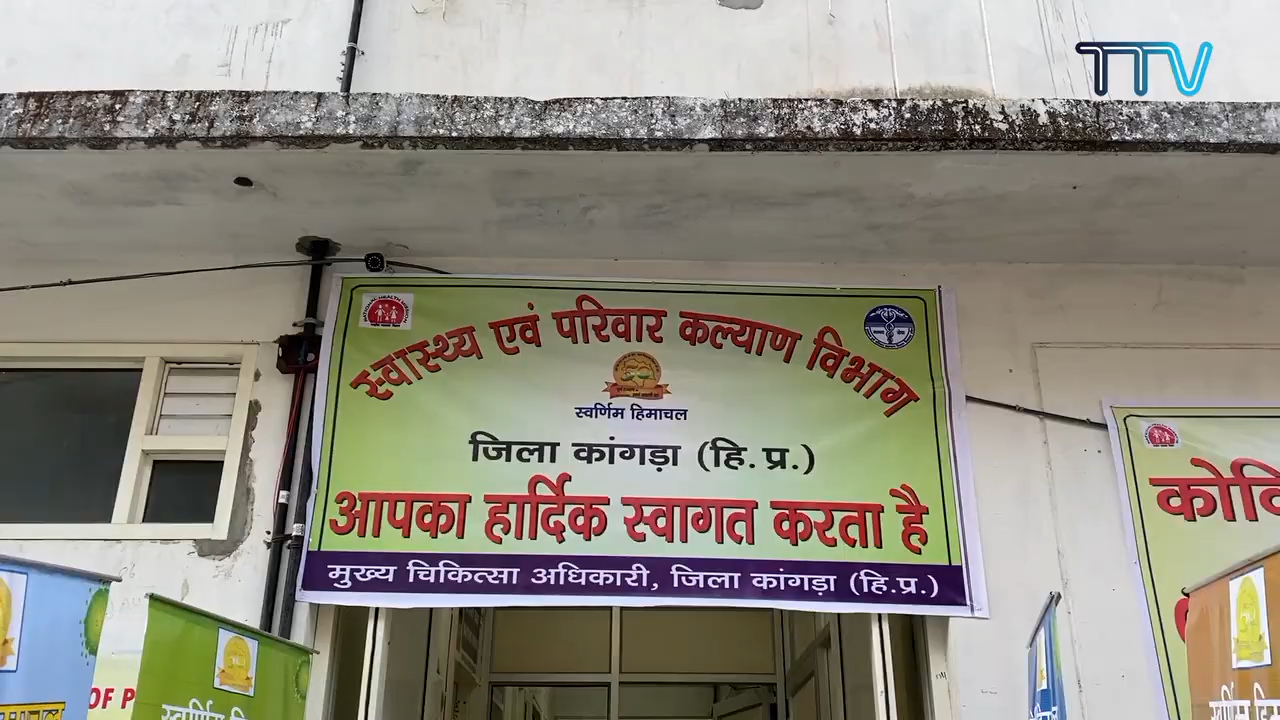 TTV
स्वास्थ्य एवं परिवार कल्याण विभाग
स्वर्णिम हिमाचल
जिला कांगड़ा (हि.प्र.)
आपका हार्दिक स्वागत करता है
मुख्य चिकित्सा अधिकारी, जिला कांगड़ा (हि.प्र.)
OF P